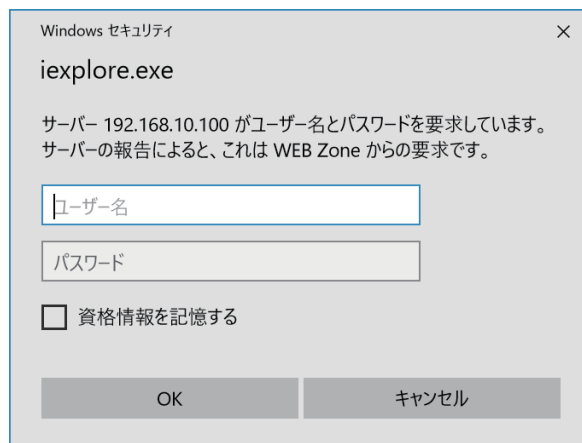 Windows セキュリティ
iexplore.exe
サーバー 192.168.10.100 がユーザー名とパスワードを要求しています。
サーバーの報告によると、これは WEB Zone からの要求です。
ユーザー名
パスワード
資格情報を記憶する
OK
キャンセル